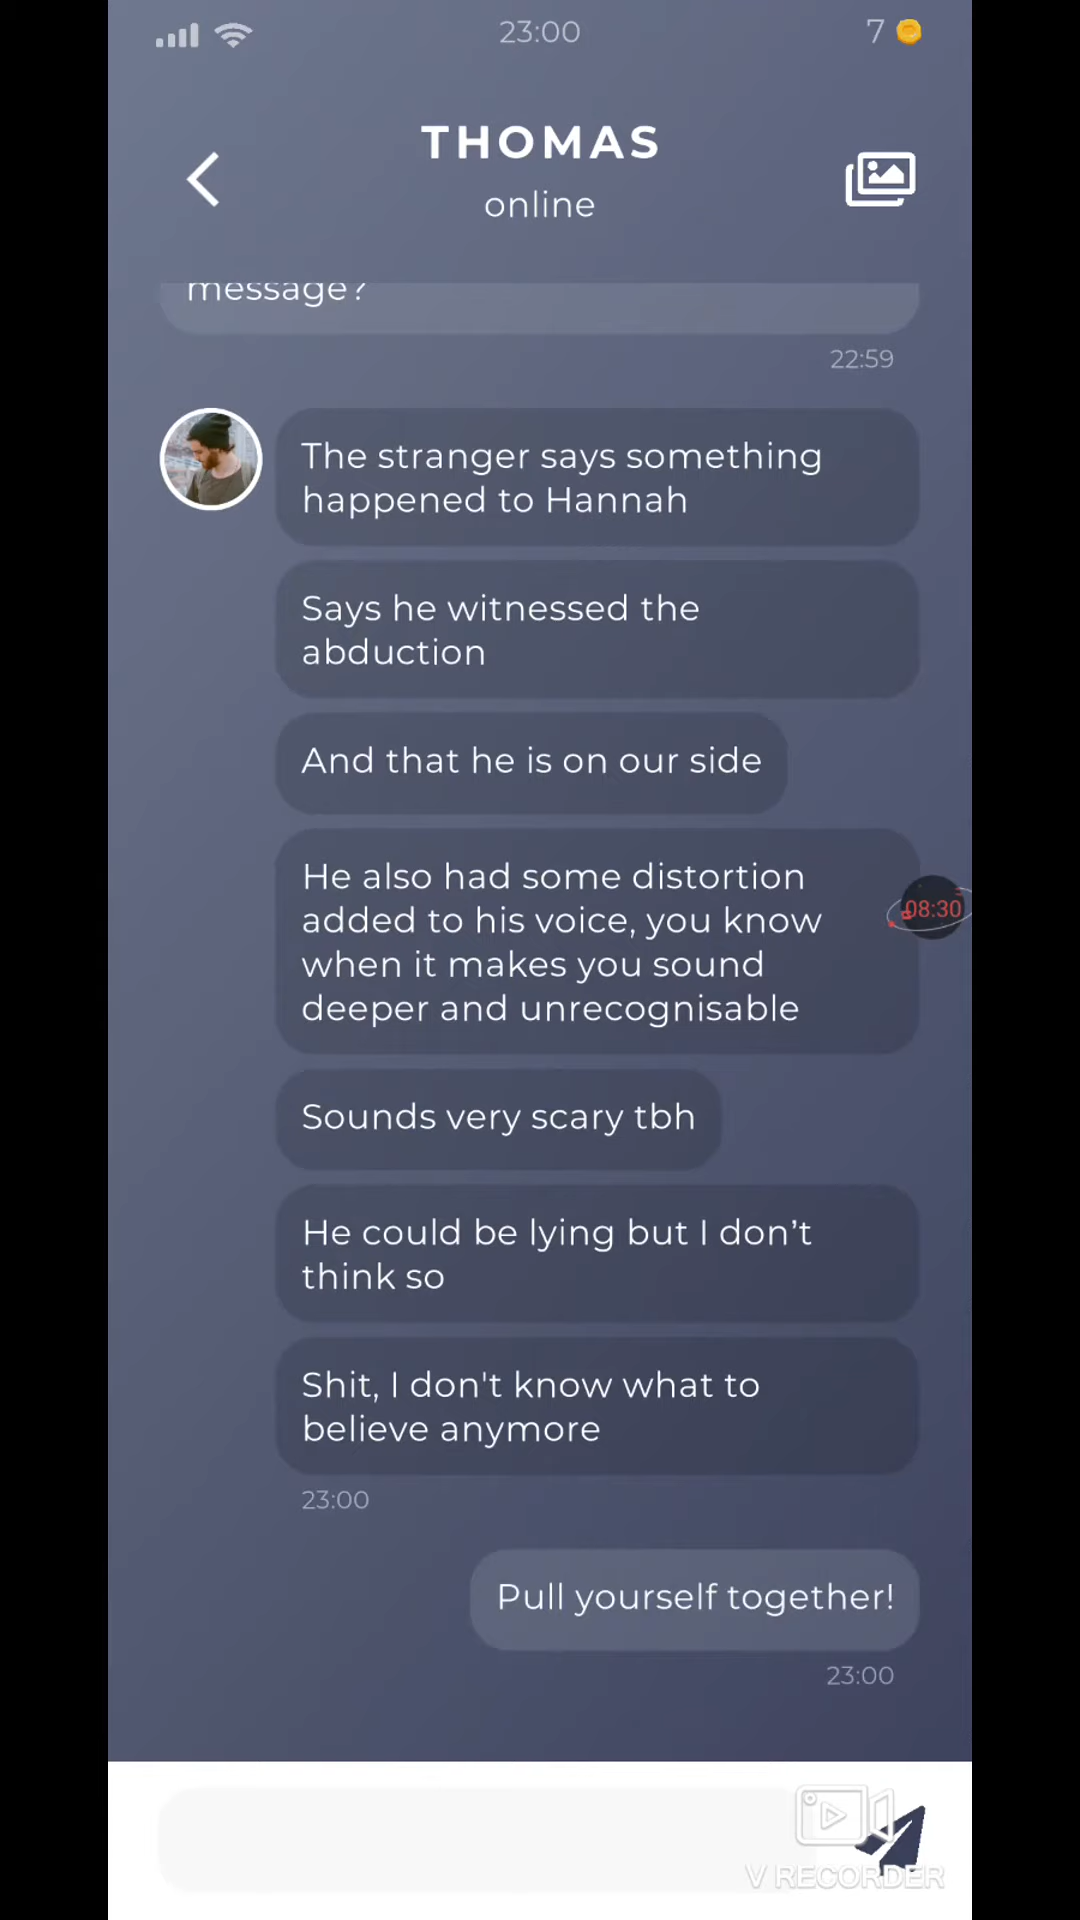 23:00
7
THOMAS
online
message?
22:59
The stranger says something
happened to Hannah
Says he witnessed the
abduction
And that he is on our side
He also had some distortion
added to his voice, you know
when it makes you sound
deeper and unrecognisable
08:30
Sounds very scary tbh
He could be lying but I don’t
think so
Shit, I don't know what to
believe anymore
23:00
Pull yourself together!
23:00
V RECORDER